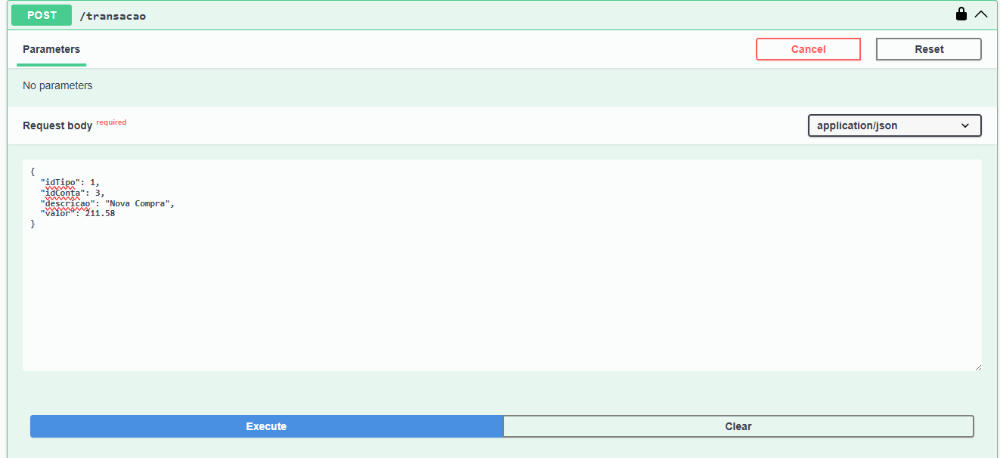 POST /transacao
Parameters
Cancel
Reset
No parameters
Request body required
application/json
{
  "idTipo": 1,
  "idConta": 3,
  "descricao": "Nova Compra",
  "valor": 211.58
}
Execute
Clear